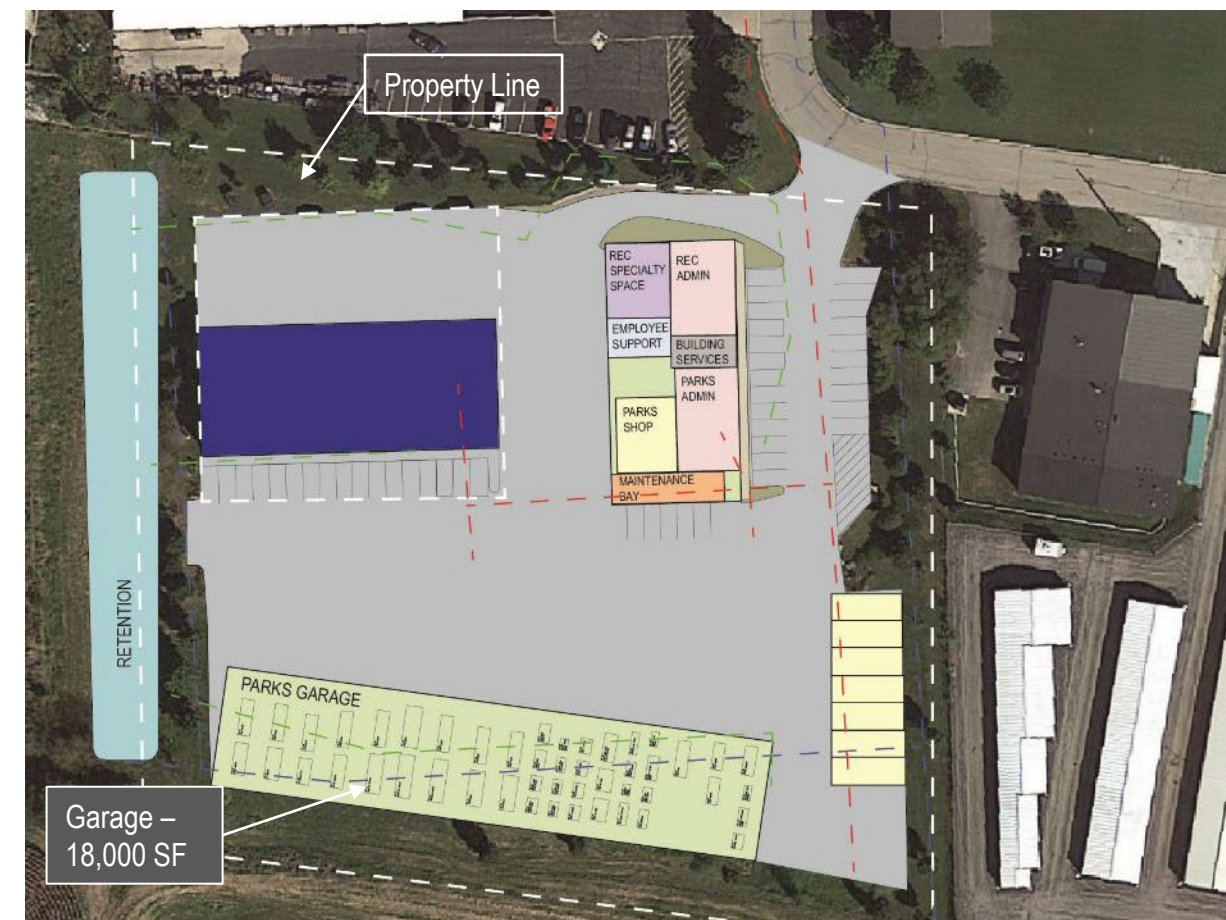 Property Line
REC
SPECIALTY
SPACE
REC
ADMIN
EMPLOYEE
SUPPORT
BUILDING
SERVICES
PARKS
ADMIN
PARKS
SHOP
MAINTENANCE
BAY
RETENTION
PARKS GARAGE
Garage –
18,000 SF